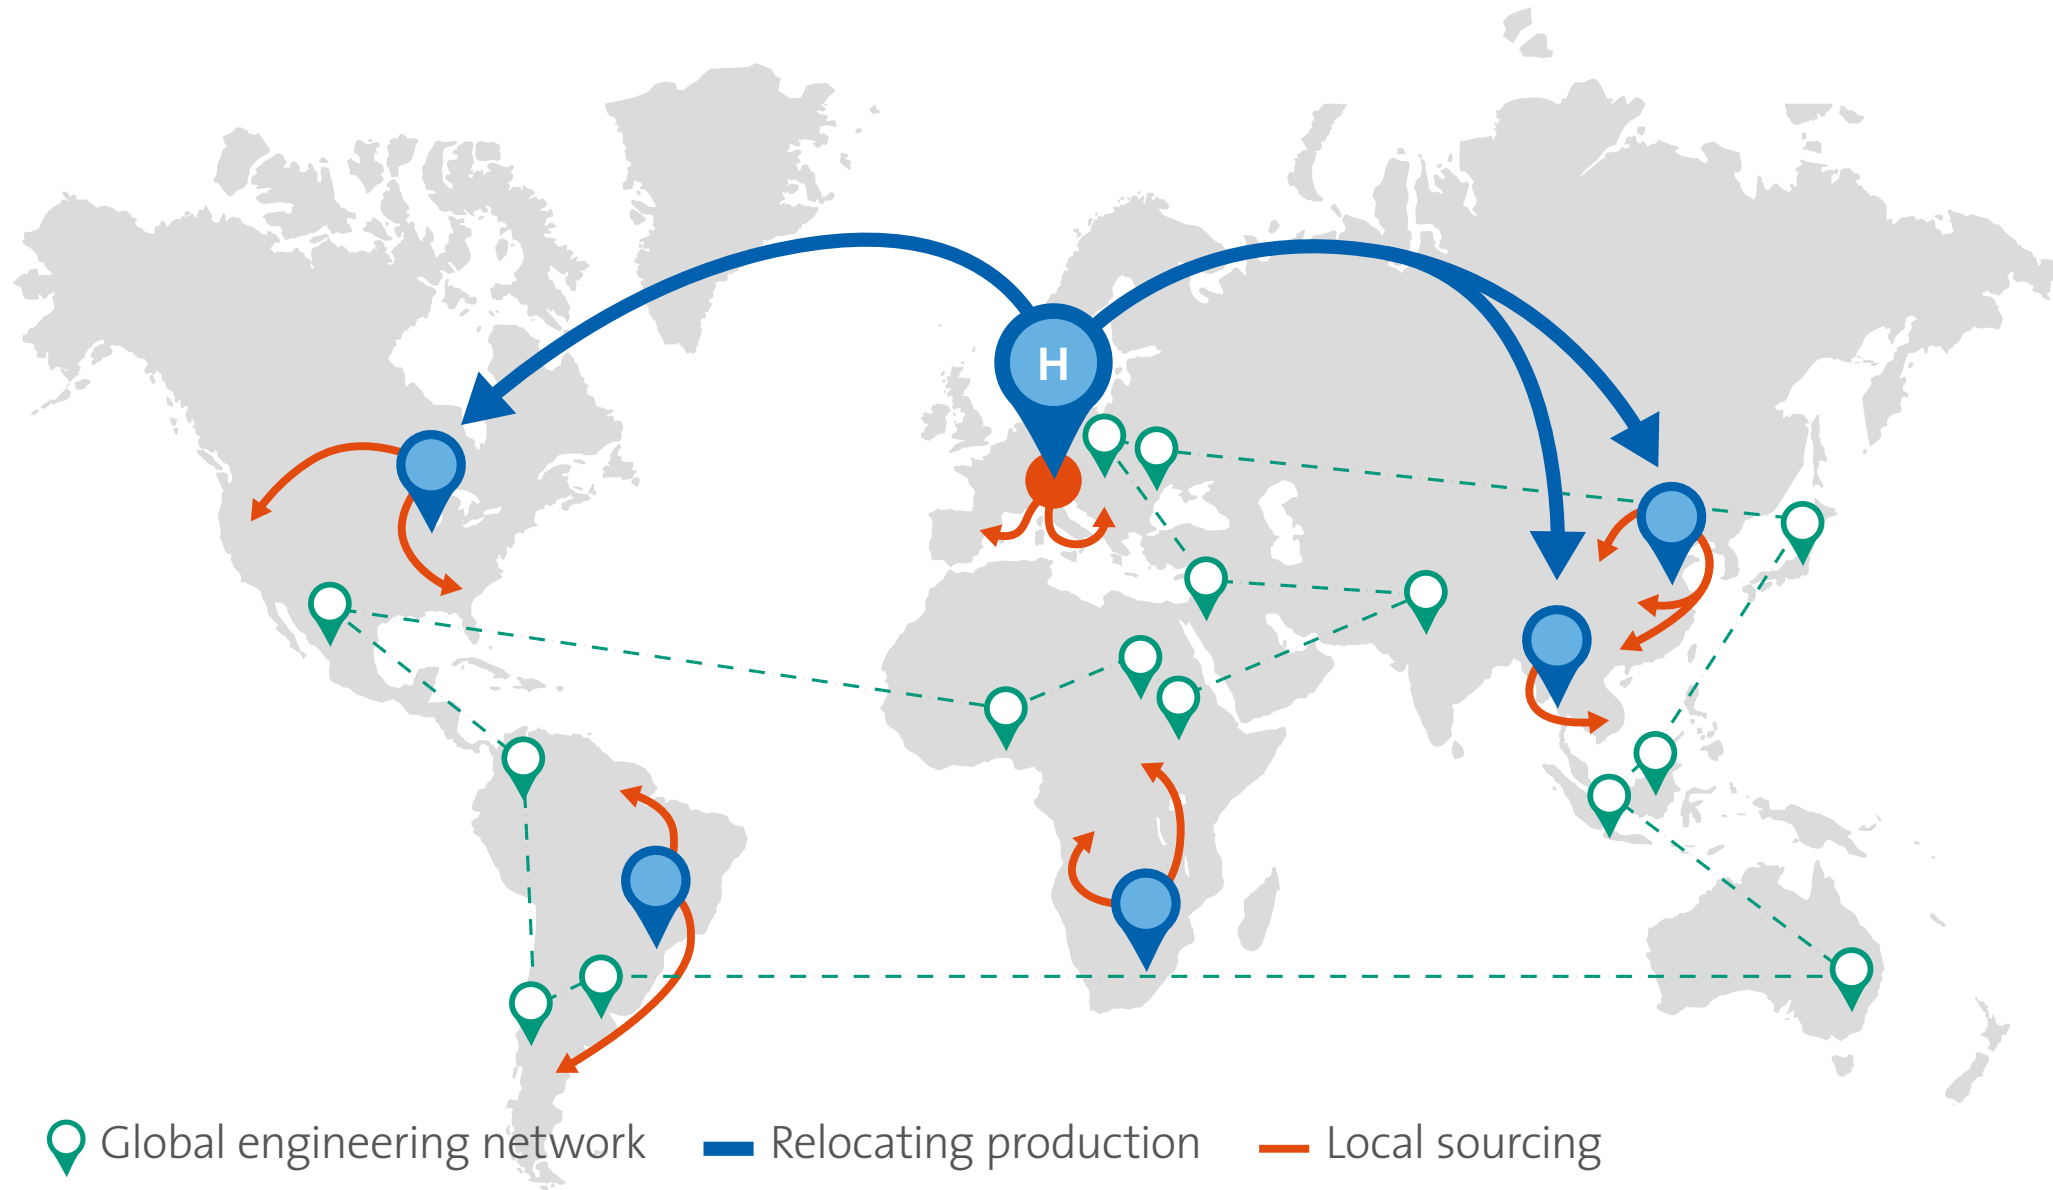 H
Global engineering network
Relocating production
Local sourcing